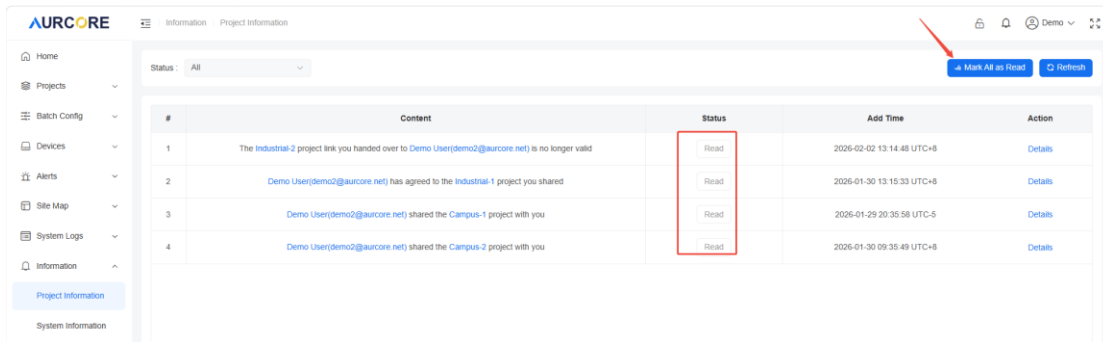 AURCORE
Information / Project Information
Demo
Home
Projects
Batch Config
Devices
Alerts
Site Map
System Logs
Information
Project Information
System Information
Status : All
Mark All as Read
Refresh
# Content Status Add Time Action
1 The Industrial-2 project link you handed over to Demo User(demo2@aurcore.net) is no longer valid Read 2026-02-02 13:14:48 UTC+8 Details
2 Demo User(demo2@aurcore.net) has agreed to the Industrial-1 project you shared Read 2026-01-30 13:15:33 UTC+8 Details
3 Demo User(demo2@aurcore.net) shared the Campus-1 project with you Read 2026-01-29 20:35:58 UTC-5 Details
4 Demo User(demo2@aurcore.net) shared the Campus-2 project with you Read 2026-01-30 09:35:49 UTC+8 Details